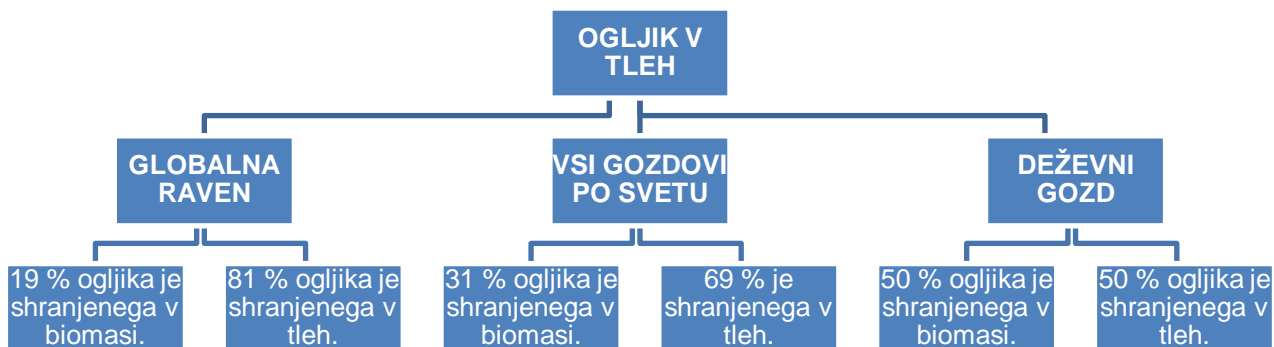 OGLJIK V
TLEH
GLOBALNA
RAVEN
VSI GOZDOVI
PO SVETU
DEŽEVNI
GOZD
19 % ogljika je
shranjenega v
biomasi.
81 % ogljika je
shranjenega v
tleh.
31 % ogljika je
shranjenega v
biomasi.
69 % je
shranjenega v
tleh.
50 % ogljika je
shranjenega v
biomasi.
50 % ogljika je
shranjenega v
tleh.